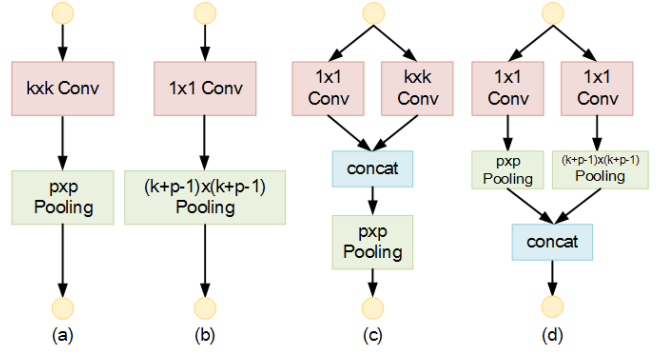 kxk Conv
pxp
Pooling
(a)
1x1 Conv
(k+p-1)x(k+p-1)
Pooling
(b)
1x1
Conv
kxk
Conv
concat
pxp
Pooling
(c)
1x1
Conv
1x1
Conv
pxp
Pooling
(k+p-1)x(k+p-1)
Pooling
concat
(d)